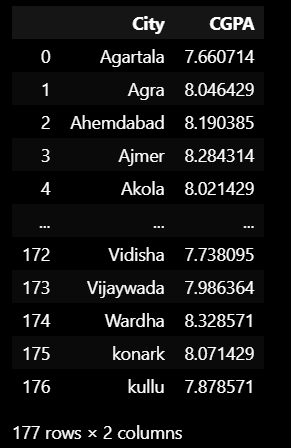 City CGPA
0 Agartala 7.660714
1 Agra 8.046429
2 Ahemdabad 8.190385
3 Ajmer 8.284314
4 Akola 8.021429
... ... ...
172 Vidisha 7.738095
173 Vijaywada 7.986364
174 Wardha 8.328571
175 konark 8.071429
176 kullu 7.878571
177 rows × 2 columns